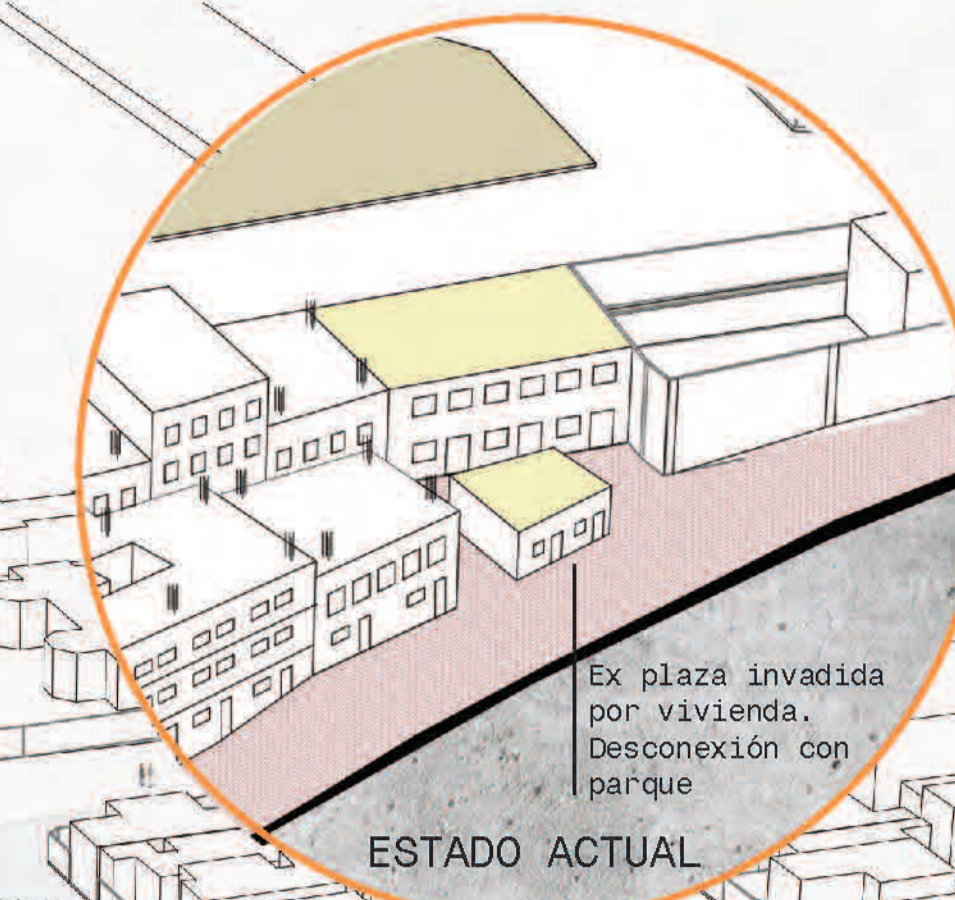 Ex plaza invadida
por vivienda.
Desconexión con
parque
ESTADO ACTUAL